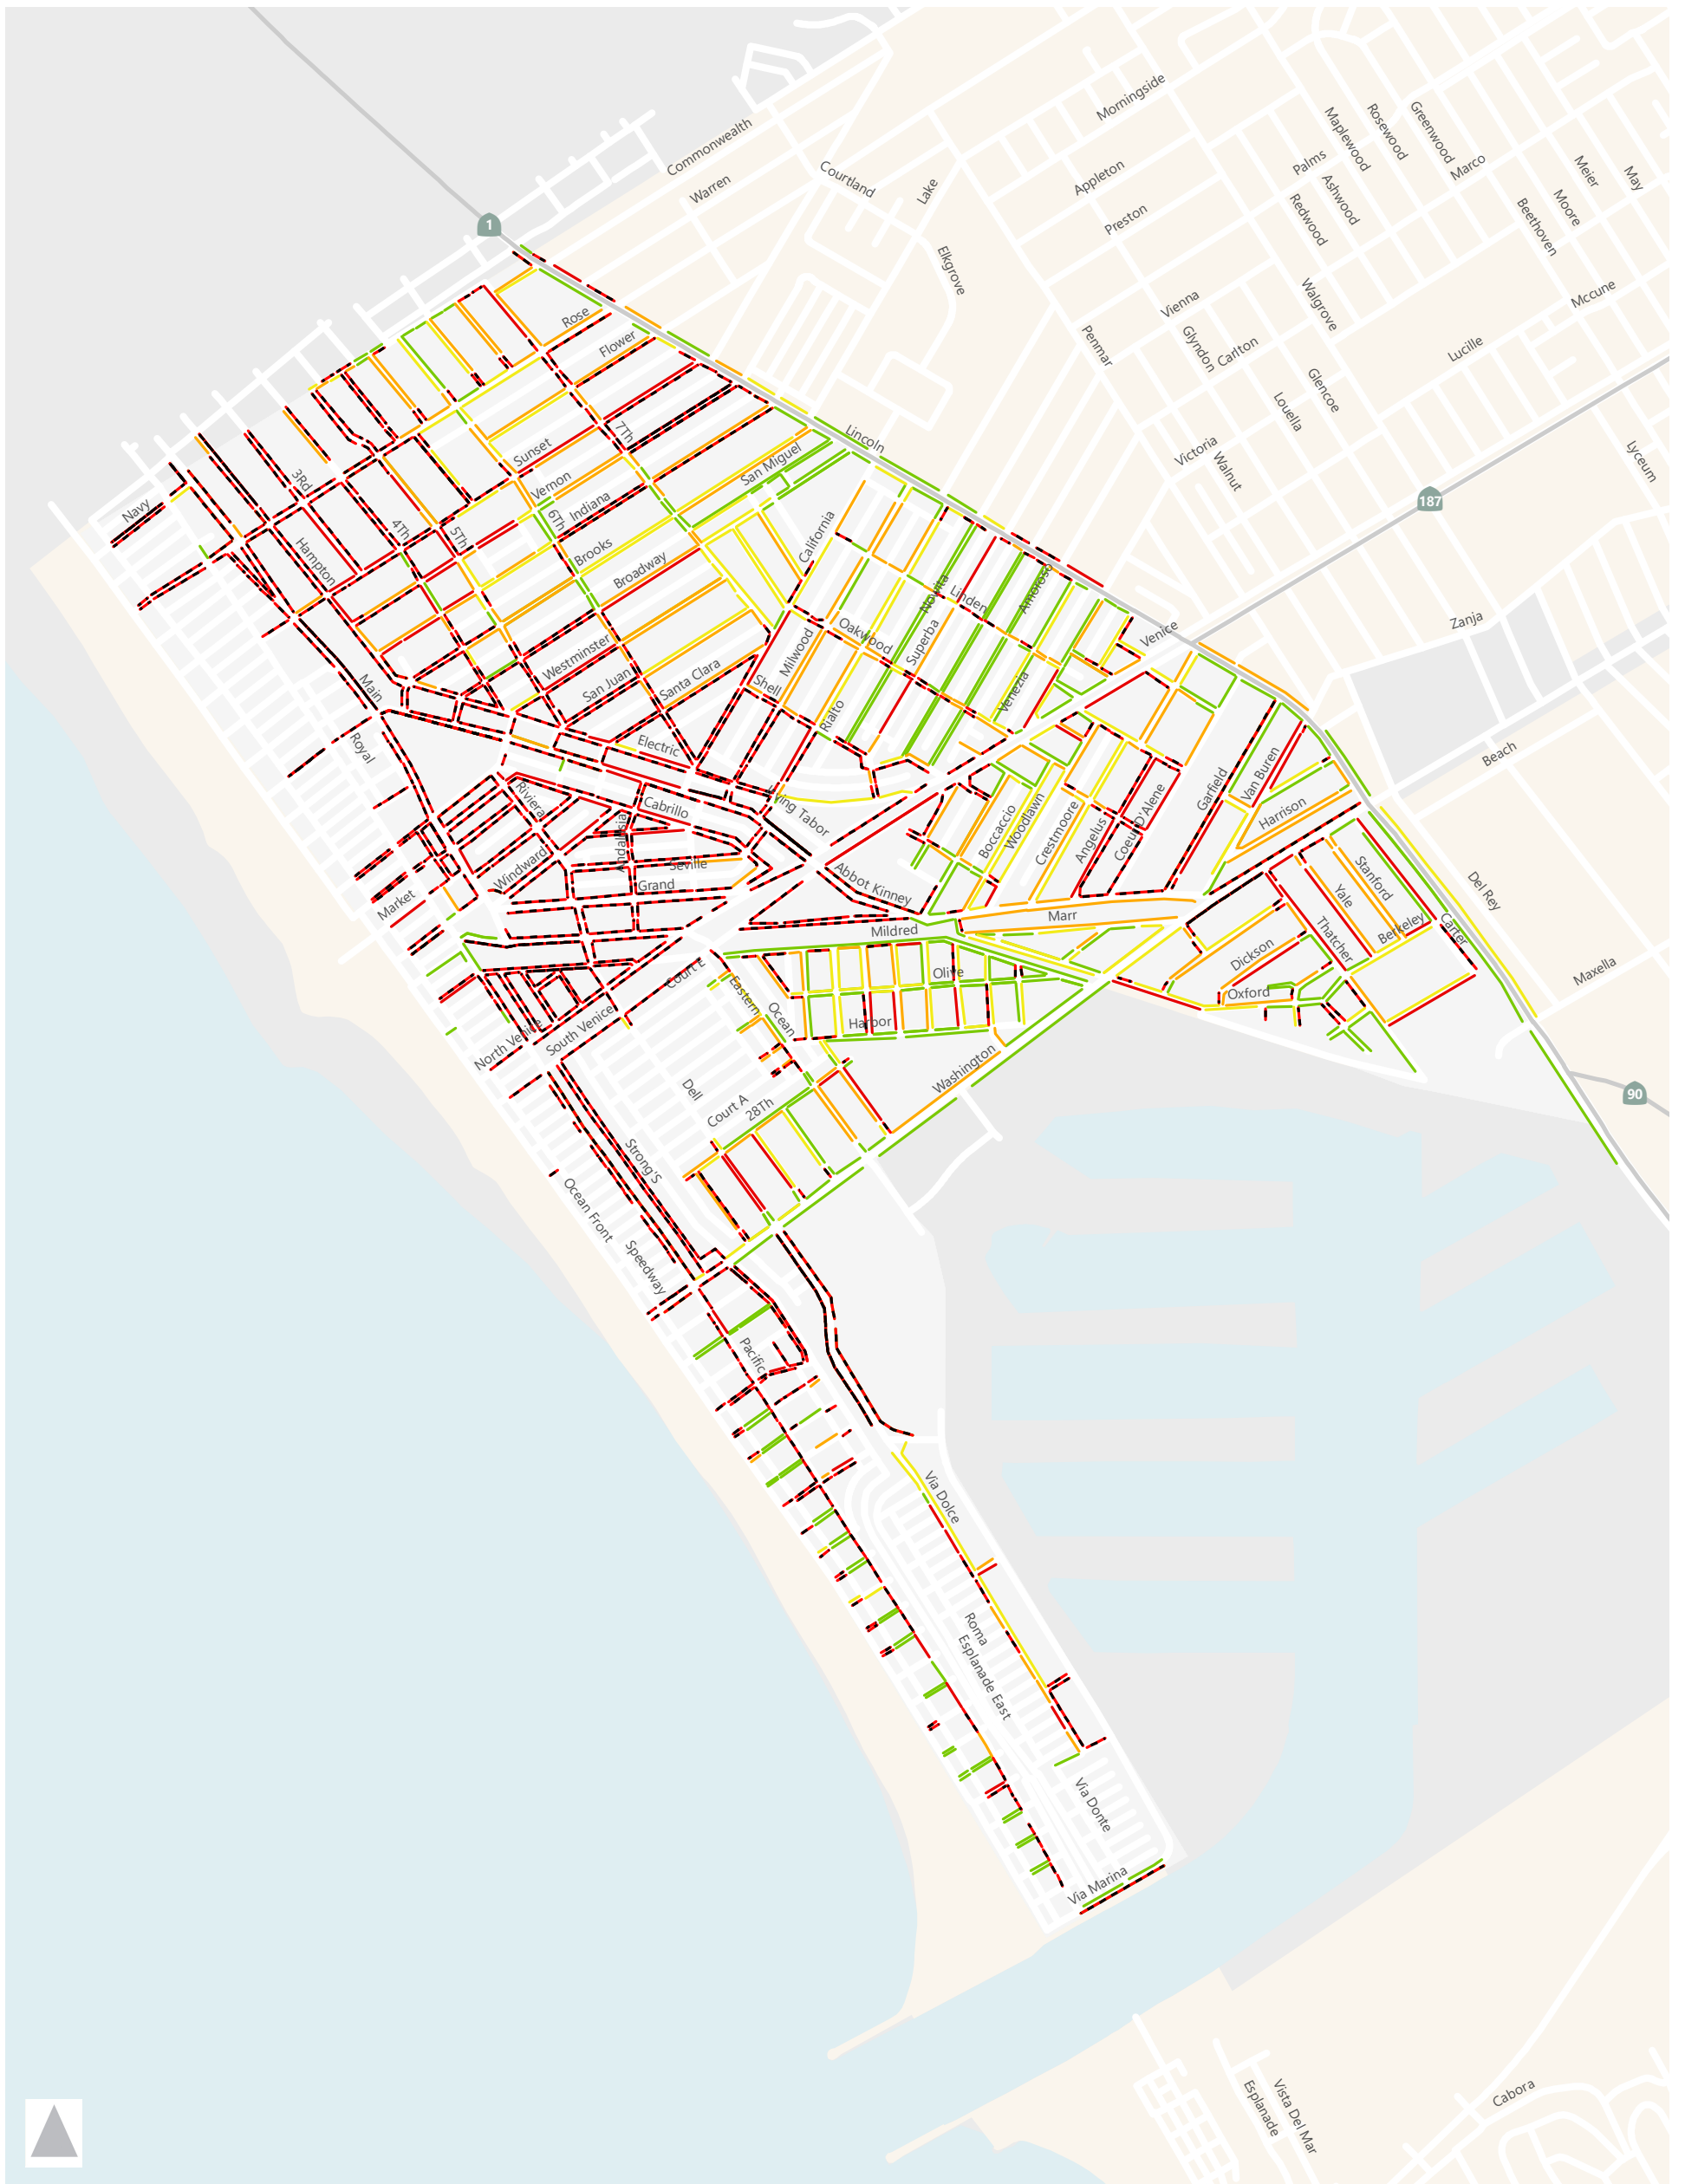 Morningside
Commonwealth
Warren
Courtland
Lake
Elkgrove
Appleton
Preston
Palms
Maplewood
Rosewood
Greenwood
Marco
Meier
May
Ashwood
Redwood
Moore
Beethoven
1
Vienna
Walgrove
Mccune
Penmar
Glyndon
Carlton
Lucille
Glencoe
Louella
Rose
Flower
Lincoln
Victoria
Walnut
Lyceum
187
7Th
Sunset
San Miguel
3Rd
Vernon
Navy
Indiana
6Th
4Th
5Th
California
Hampton
Brooks
Broadway
Novita
Linden
Amoroso
Zanja
Venice
Oakwood
Superba
Milwood
Westminster
Santa Clara
San Juan
Shell
Venezia
Main
Rialto
Royal
Electric
Beach
Van Buren
Garfield
Riviera
Cabrillo
Irving Tabor
Harrison
Boccaccio
Woodlawn
Crestmoore
Angelus
Coeur D'Alene
Andalusia
Windward
Seville
Grand
Abbot Kinney
Stanford
Yale
Del Rey
Market
Marr
Mildred
Thatcher
Berkeley
Carter
Dickson
Maxella
Court E
Eastern
Olive
Oxford
Ocean
Harbor
North Venice
South Venice
Washington
Dell
Court A
28Th
90
Strong'S
Ocean Front
Speedway
Pacific
Via Dolce
Roma
Esplanade East
Via Donte
Via Marina
Cabora
Vista Del Mar
Esplanade